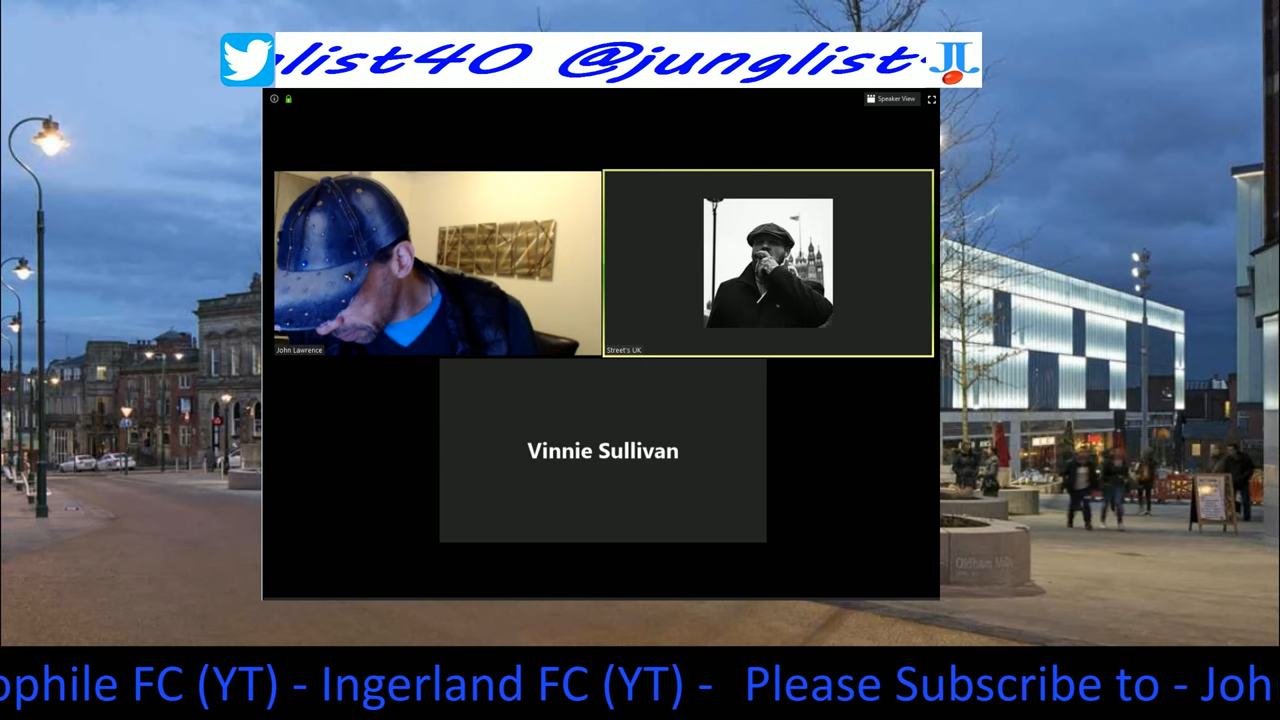 list40 @junglist
Speaker View
John Lawrence
Street's UK
Vinnie Sullivan
Oldham
ophile FC (YT) - Ingerland FC (YT) - Please Subscribe to - Joh